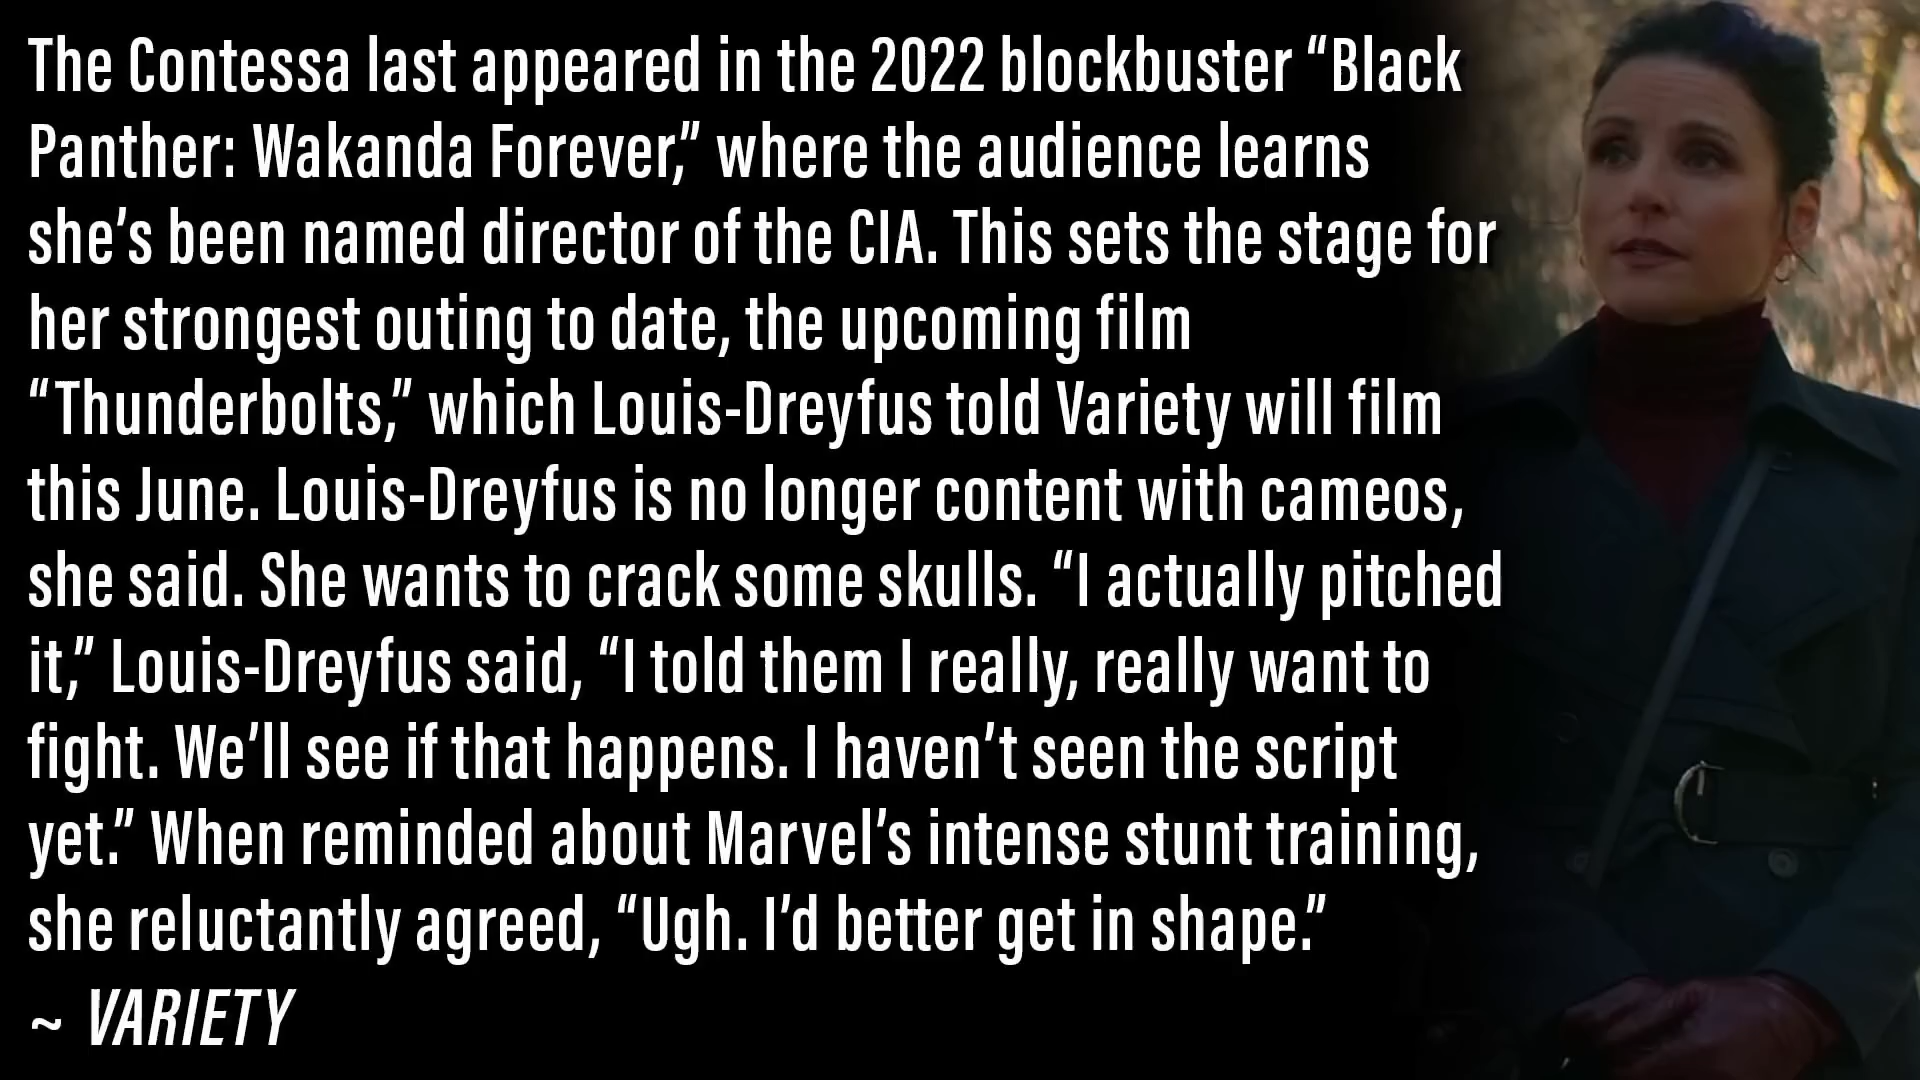 The Contessa last appeared in the 2022 blockbuster “Black
Panther: Wakanda Forever,” where the audience learns
she’s been named director of the CIA. This sets the stage for
her strongest outing to date, the upcoming film
“Thunderbolts,” which Louis-Dreyfus told Variety will film
this June. Louis-Dreyfus is no longer content with cameos,
she said. She wants to crack some skulls. “I actually pitched
it,” Louis-Dreyfus said, “I told them I really, really want to
fight. We’ll see if that happens. I haven’t seen the script
yet.” When reminded about Marvel’s intense stunt training,
she reluctantly agreed, “Ugh. I’d better get in shape.”
~ VARIETY